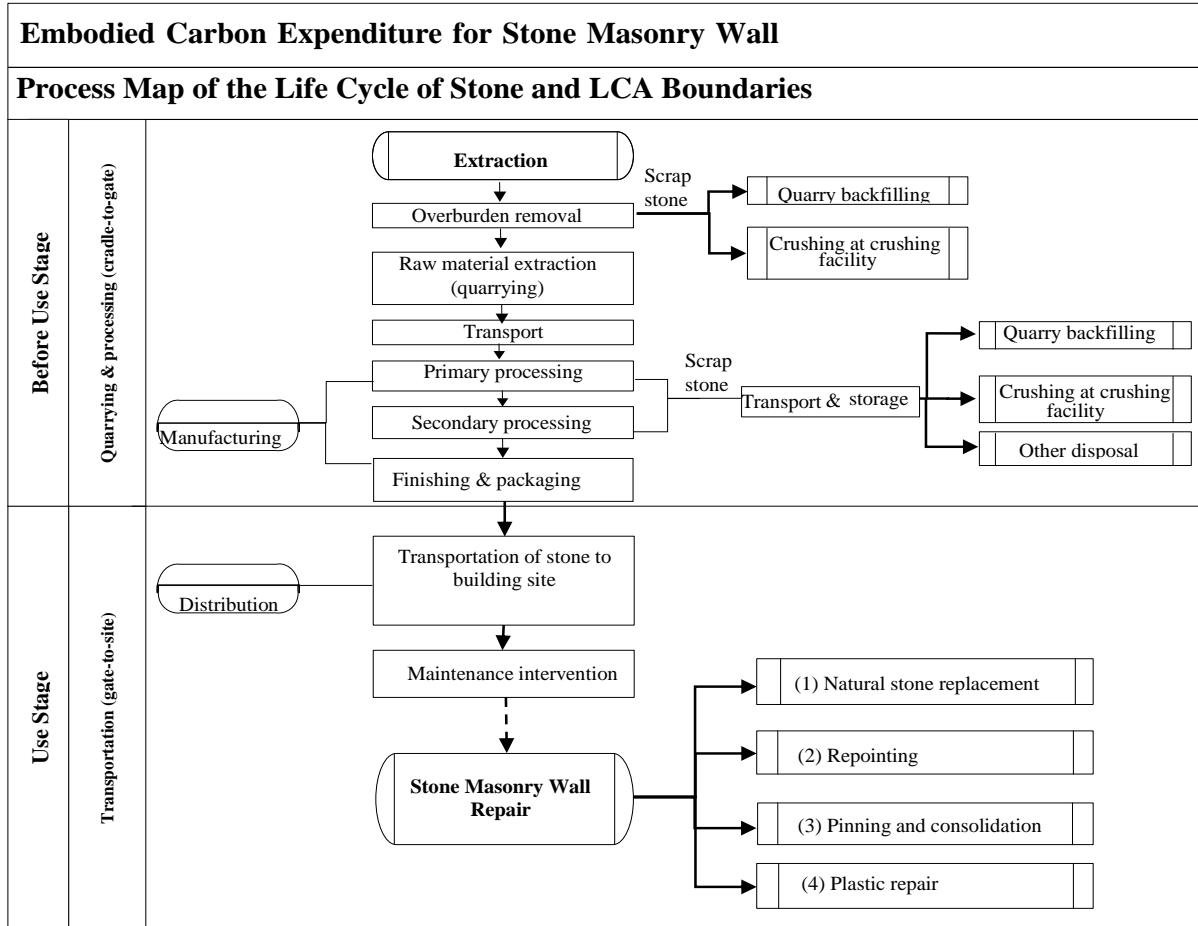 Embodied Carbon Expenditure for Stone Masonry Wall
Process Map of the Life Cycle of Stone and LCA Boundaries
Before Use Stage
Quarrying & processing (cradle-to-gate)
Extraction
Scrap
stone
Overburden removal
Quarry backfilling
Crushing at crushing
facility
Raw material extraction
(quarrying)
Transport
Primary processing
Secondary processing
Manufacturing
Finishing & packaging
Scrap
stone
Transport & storage
Quarry backfilling
Crushing at crushing
facility
Other disposal
Use Stage
Transportation (gate-to-site)
Transportation of stone to
building site
Distribution
Maintenance intervention
Stone Masonry Wall
Repair
(1) Natural stone replacement
(2) Repointing
(3) Pinning and consolidation
(4) Plastic repair